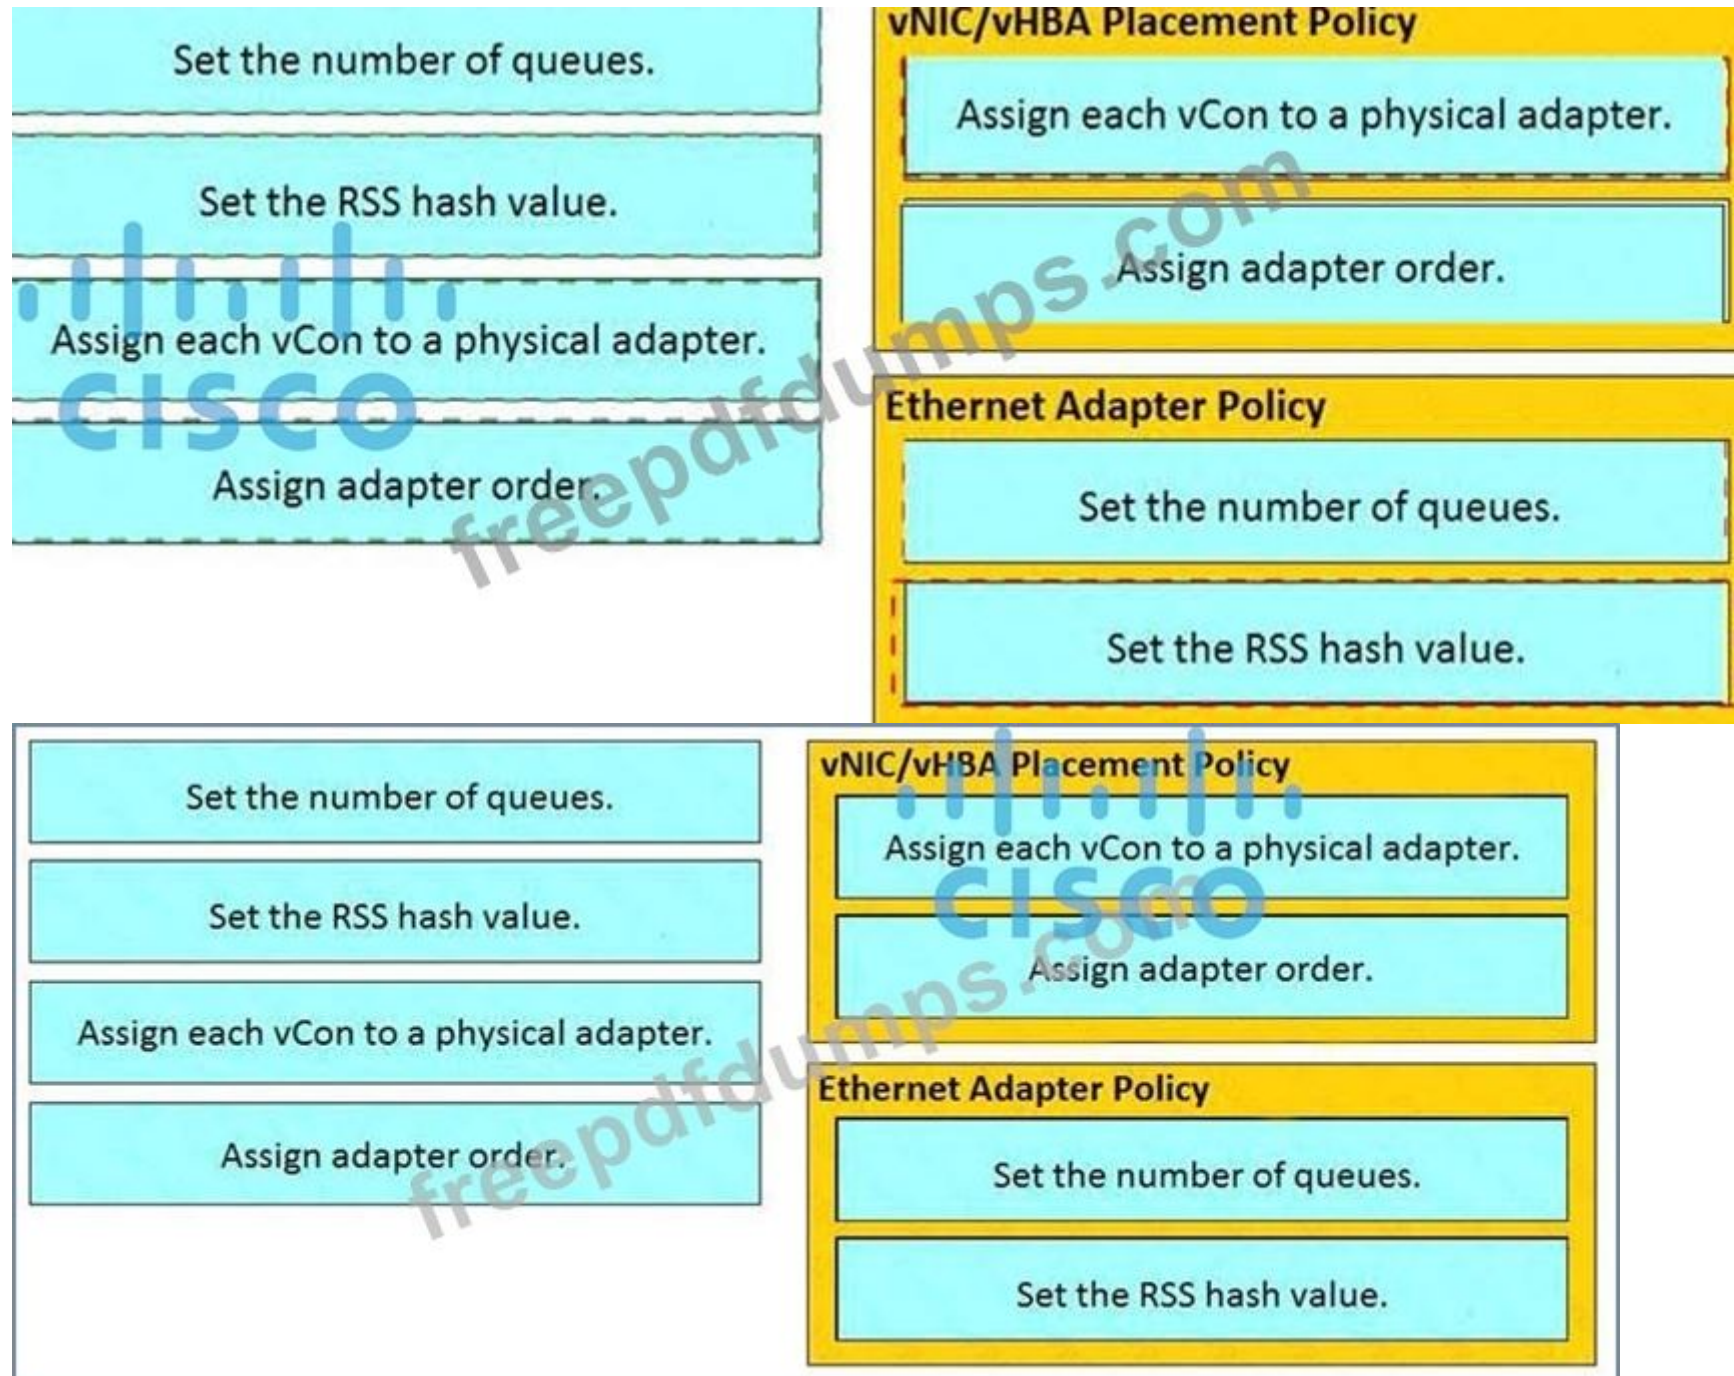 Set the number of queues.
Set the RSS hash value.
Assign each vCon to a physical adapter.
CISCO
Assign adapter order.
vNIC/vHBA Placement Policy
Assign each vCon to a physical adapter.
Assign adapter order.
Ethernet Adapter Policy
Set the number of queues.
Set the RSS hash value.
freepdfdumps.com
Set the number of queues.
Set the RSS hash value.
Assign each vCon to a physical adapter.
Assign adapter order.
vNIC/vHBA Placement Policy
Assign each vCon to a physical adapter.
CISCO
Assign adapter order.
Ethernet Adapter Policy
Set the number of queues.
Set the RSS hash value.
freepdfdumps.com